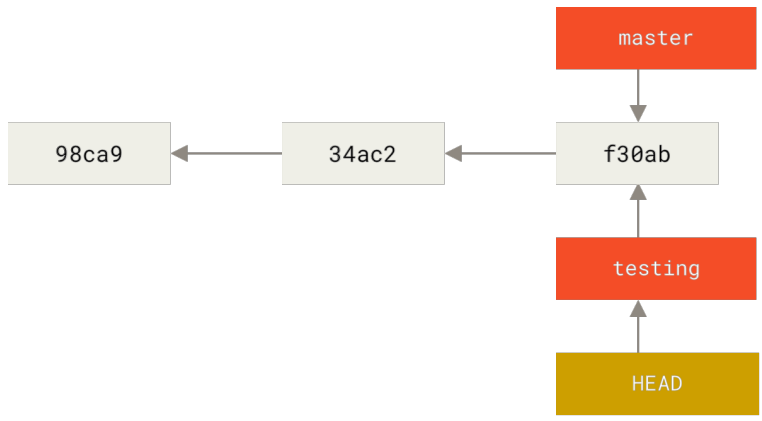 master
98ca9
34ac2
f30ab
testing
HEAD